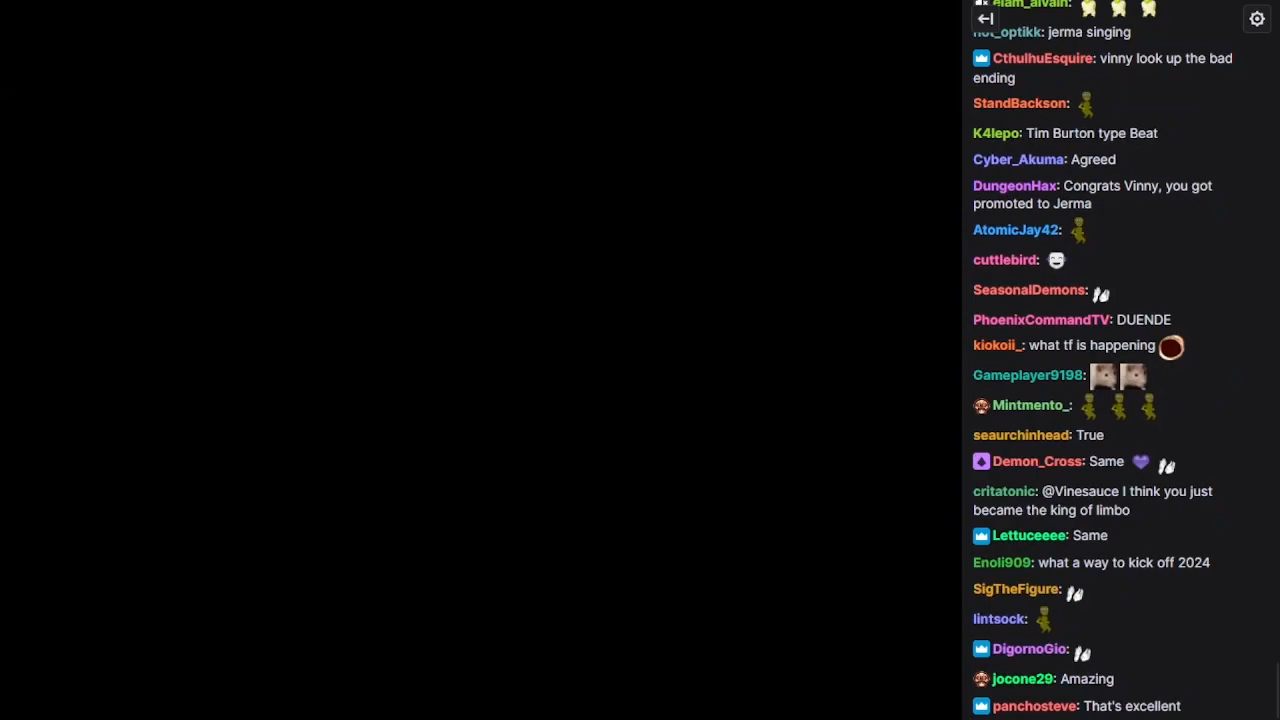 elam_alvain:
not_optikk: jerma singing
CthulhuEsquire: vinny look up the bad
ending
StandBackson:
K4lepo: Tim Burton type Beat
Cyber_Akuma: Agreed
DungeonHax: Congrats Vinny, you got
promoted to Jerma
AtomicJay42:
cuttlebird:
SeasonalDemons:
PhoenixCommandTV: DUENDE
kiokoii_: what tf is happening
Gameplayer9198:
Mintmento_:
seaurchinhead: True
Demon_Cross: Same
critatonic: @Vinesauce I think you just
became the king of limbo
Lettuceeee: Same
Enoli909: what a way to kick off 2024
SigTheFigure:
lintsock:
DigornoGio:
jocone29: Amazing
panchosteve: That's excellent